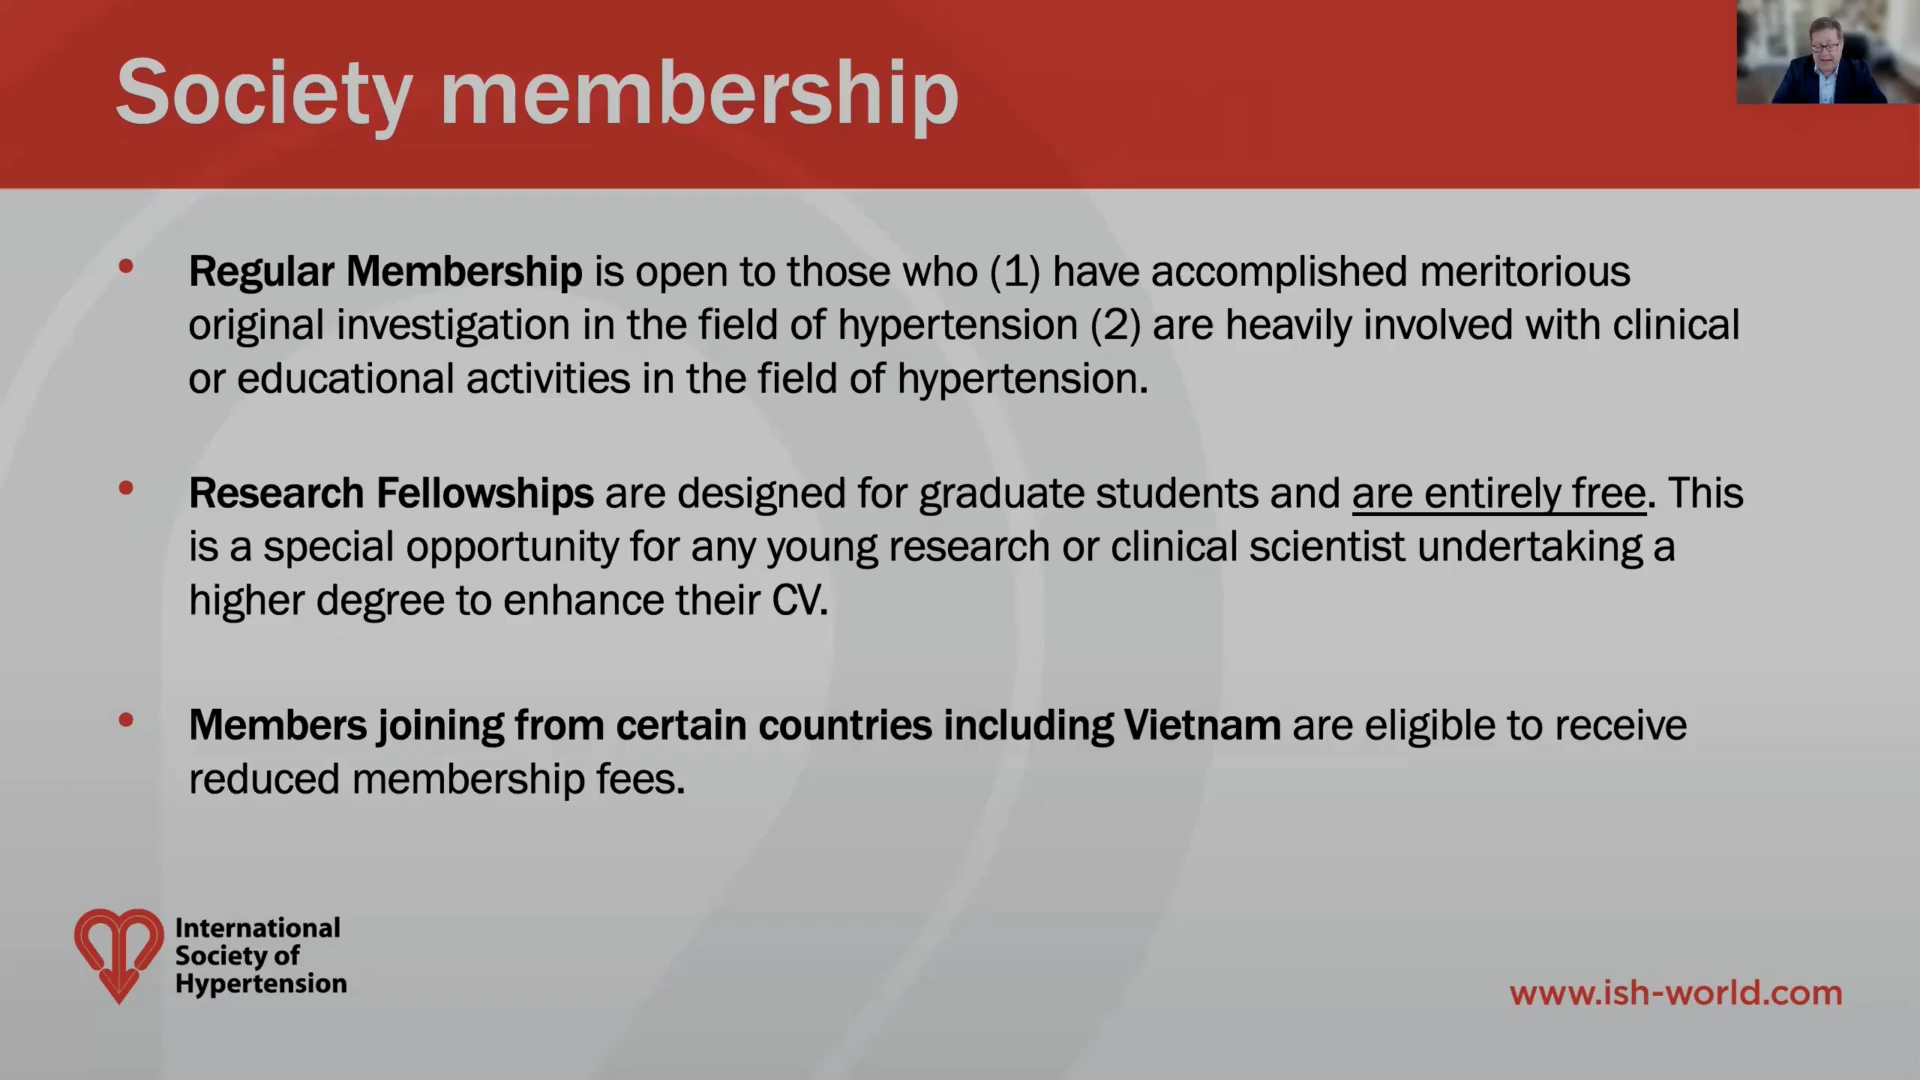 Society membership
• Regular Membership is open to those who (1) have accomplished meritorious
original investigation in the field of hypertension (2) are heavily involved with clinical
or educational activities in the field of hypertension.
• Research Fellowships are designed for graduate students and are entirely free. This
is a special opportunity for any young research or clinical scientist undertaking a
higher degree to enhance their CV.
• Members joining from certain countries including Vietnam are eligible to receive
reduced membership fees.
International
Society of
Hypertension
www.ish-world.com